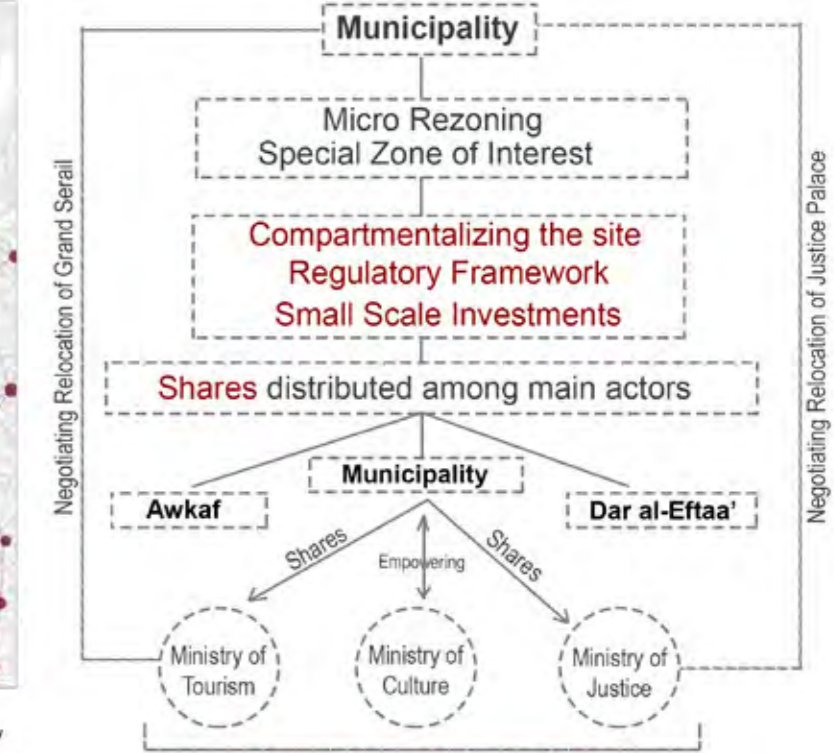 Municipality
Micro Rezoning
Special Zone of Interest
Compartmentalizing the site
Regulatory Framework
Small Scale Investments
Shares distributed among main actors
Municipality
Awkaf
Dar al-Eftaa'
Shares
Empowering
Shares
Ministry of
Tourism
Ministry of
Culture
Ministry of
Justice
Negotiating Relocation of Grand Serail
Negotiating Relocation of Justice Palace